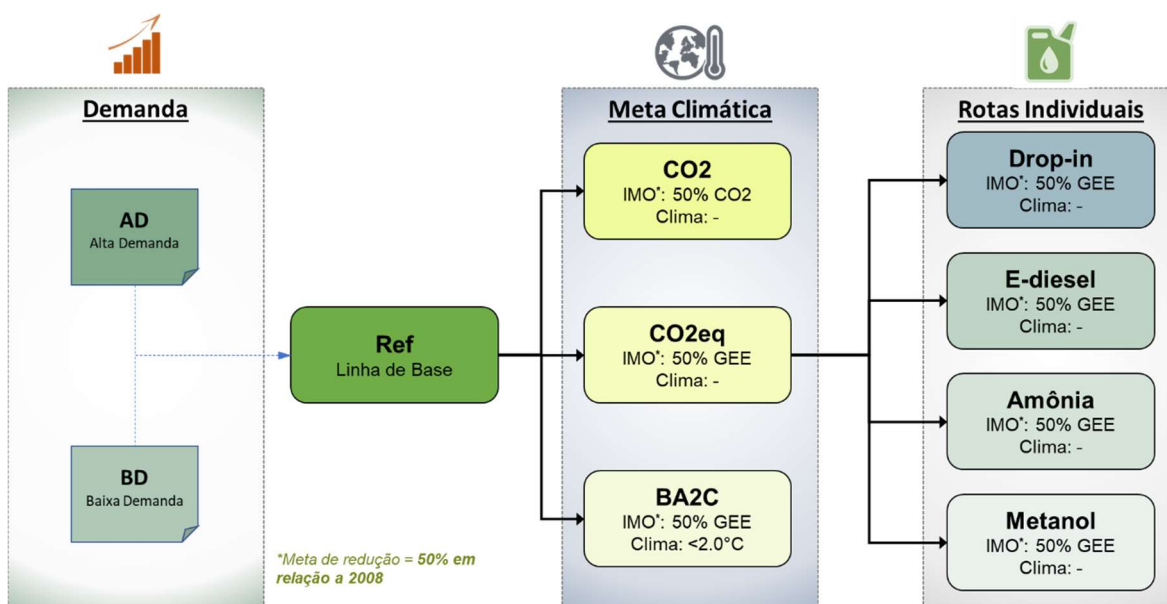 Demanda
AD
Alta Demanda
BD
Baixa Demanda
Ref
Linha de Base
*Meta de redução = 50% em
relação a 2008
Meta Climática
CO2
IMO*: 50% CO2
Clima: -
CO2eq
IMO*: 50% GEE
Clima: -
BA2C
IMO*: 50% GEE
Clima: <2.0°C
Rotas Individuais
Drop-in
IMO*: 50% GEE
Clima: -
E-diesel
IMO*: 50% GEE
Clima: -
Amônia
IMO*: 50% GEE
Clima: -
Metanol
IMO*: 50% GEE
Clima: -